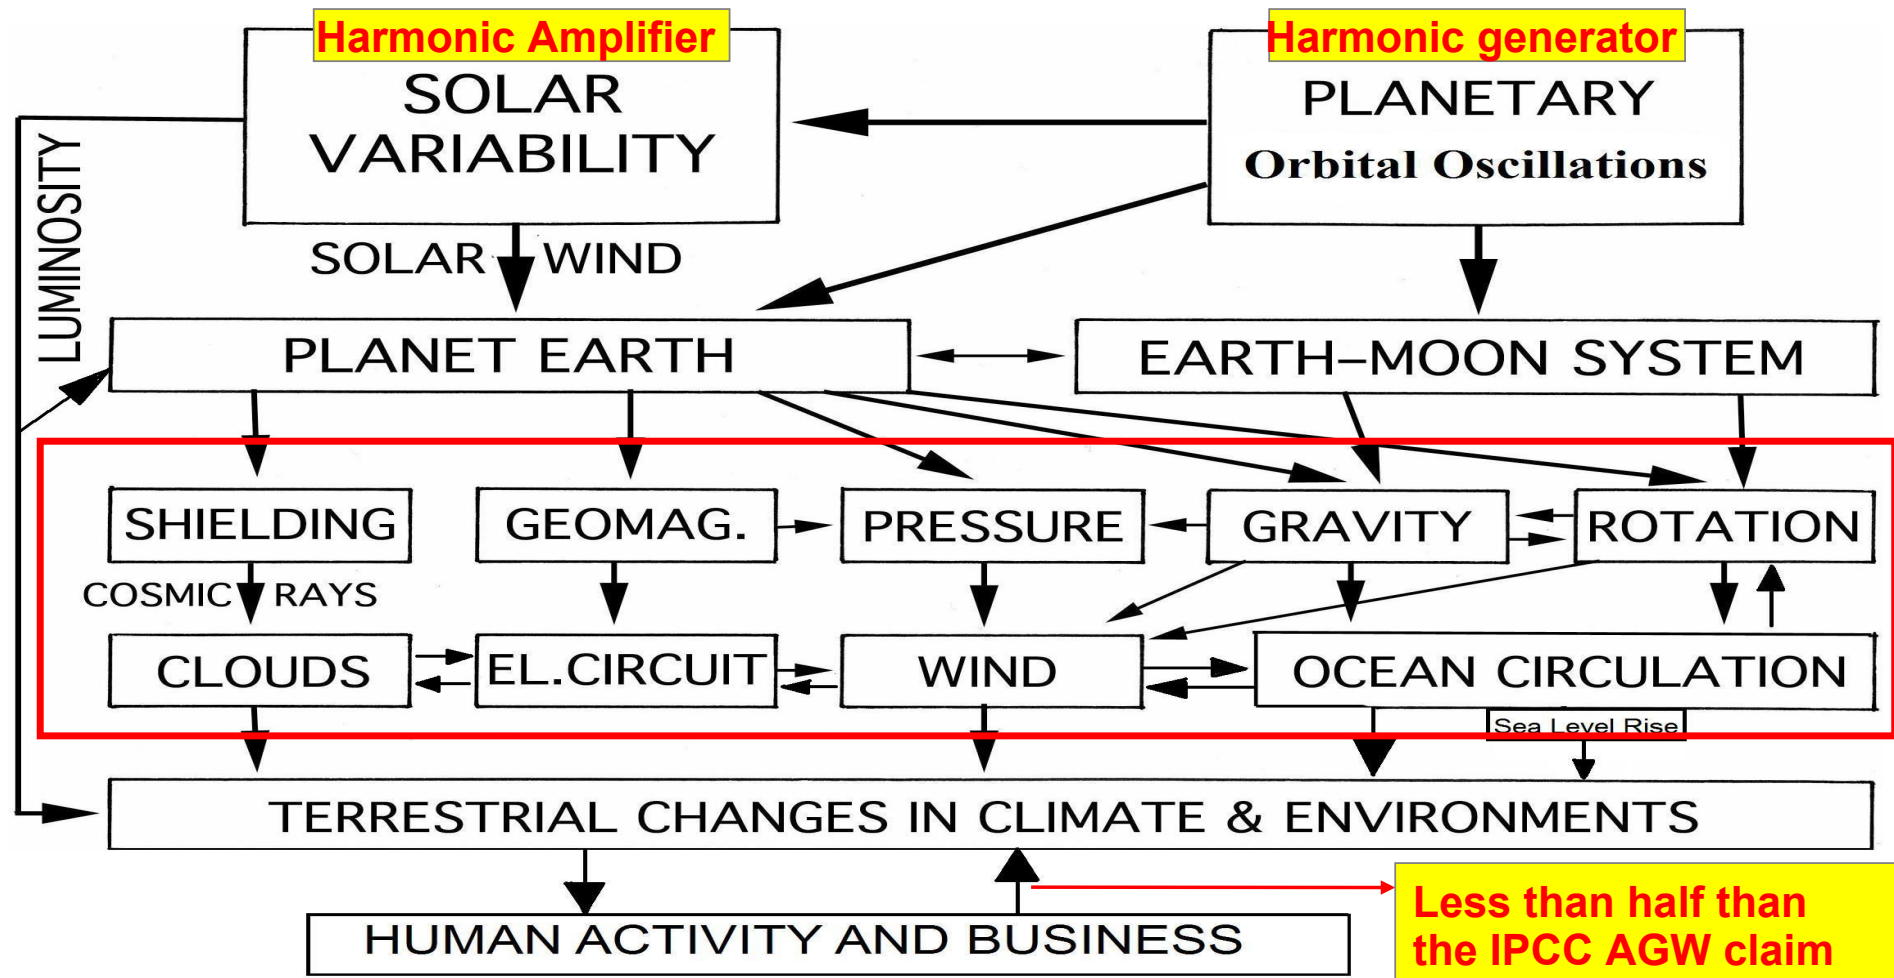 Harmonic Amplifier
Harmonic generator
SOLAR
VARIABILITY
PLANETARY
Orbital Oscillations
LUMINOSITY
SOLAR WIND
PLANET EARTH
EARTH–MOON SYSTEM
SHIELDING
GEOMAG.
PRESSURE
GRAVITY
ROTATION
COSMIC RAYS
CLOUDS
EL.CIRCUIT
WIND
OCEAN CIRCULATION
Sea Level Rise
TERRESTRIAL CHANGES IN CLIMATE & ENVIRONMENTS
HUMAN ACTIVITY AND BUSINESS
Less than half than
the IPCC AGW claim